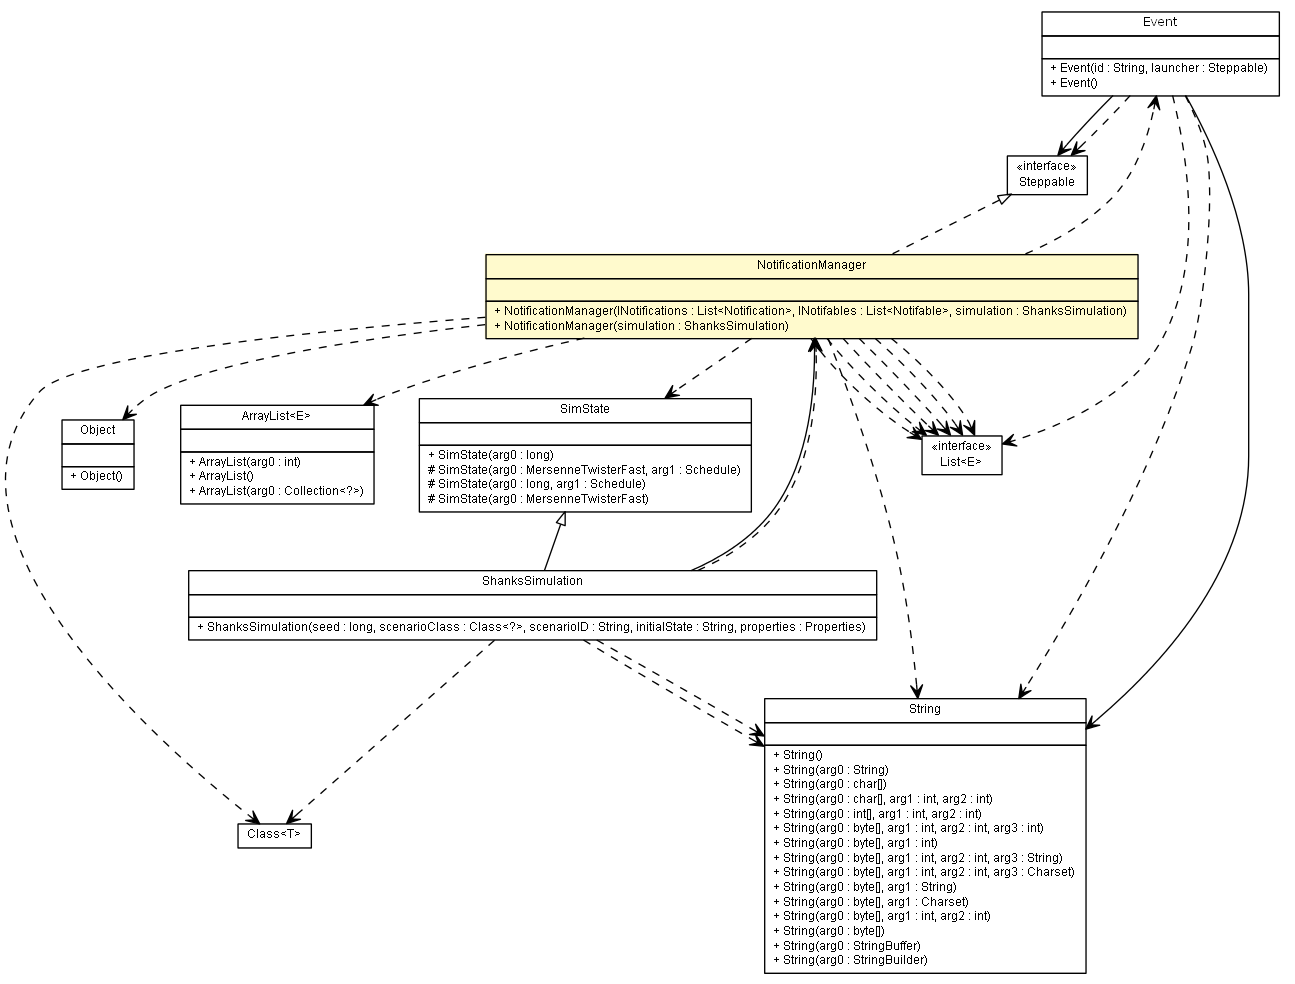 Event
+ Event(id : String, launcher : Steppable)
+ Event()
«interface»
Steppable
NotificationManager
+ NotificationManager(lNotifications : List<Notification>, lNotifables : List<Notifable>, simulation : ShanksSimulation)
+ NotificationManager(simulation : ShanksSimulation)
Object
+ Object()
ArrayList<E>
+ ArrayList(arg0 : int)
+ ArrayList()
+ ArrayList(arg0 : Collection<?>)
SimState
+ SimState(arg0 : long)
# SimState(arg0 : MersenneTwisterFast, arg1 : Schedule)
# SimState(arg0 : long, arg1 : Schedule)
# SimState(arg0 : MersenneTwisterFast)
«interface»
List<E>
ShanksSimulation
+ ShanksSimulation(seed : long, scenarioClass : Class<?>, scenarioID : String, initialState : String, properties : Properties)
String
+ String()
+ String(arg0 : String)
+ String(arg0 : char[])
+ String(arg0 : char[], arg1 : int, arg2 : int)
+ String(arg0 : int[], arg1 : int, arg2 : int)
+ String(arg0 : byte[], arg1 : int, arg2 : int, arg3 : int)
+ String(arg0 : byte[], arg1 : int)
+ String(arg0 : byte[], arg1 : int, arg2 : int, arg3 : String)
+ String(arg0 : byte[], arg1 : int, arg2 : int, arg3 : Charset)
+ String(arg0 : byte[], arg1 : String)
+ String(arg0 : byte[], arg1 : Charset)
+ String(arg0 : byte[], arg1 : int, arg2 : int)
+ String(arg0 : byte[])
+ String(arg0 : StringBuffer)
+ String(arg0 : StringBuilder)
Class<T>